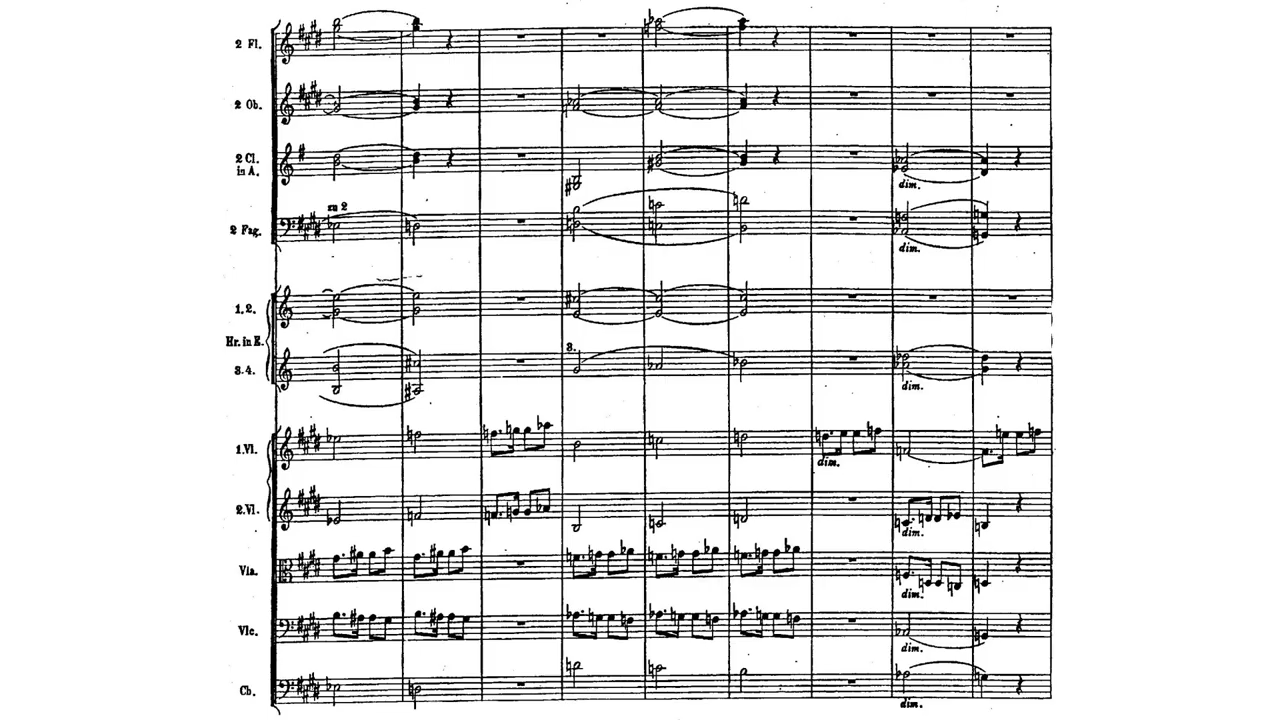 2 Fl.
2 Ob.
2 Cl.
in A.
dim.
zu 2
2 Fag.
dim.
1. 2.
Hr. in E.
3.
3. 4.
dim.
1. Vl.
dim.
2. Vl.
dim.
Vla.
dim.
Vlc.
dim.
Cb.
dim.